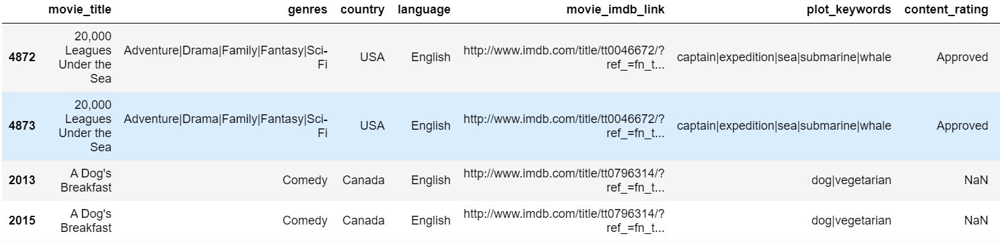 movie_title genres country language movie_imdb_link plot_keywords content_rating
20,000
Leagues
Under the
Sea
4872 Adventure|Drama|Family|Fantasy|Sci-
Fi
USA English http://www.imdb.com/title/tt0046672/?
ref_=fn_t...
captain|expedition|sea|submarine|whale Approved
20,000
Leagues
Under the
Sea
4873 Adventure|Drama|Family|Fantasy|Sci-
Fi
USA English http://www.imdb.com/title/tt0046672/?
ref_=fn_t...
captain|expedition|sea|submarine|whale Approved
2013 A Dog's
Breakfast
Comedy Canada English http://www.imdb.com/title/tt0796314/?
ref_=fn_t...
dog|vegetarian NaN
2015 A Dog's
Breakfast
Comedy Canada English http://www.imdb.com/title/tt0796314/?
ref_=fn_t...
dog|vegetarian NaN